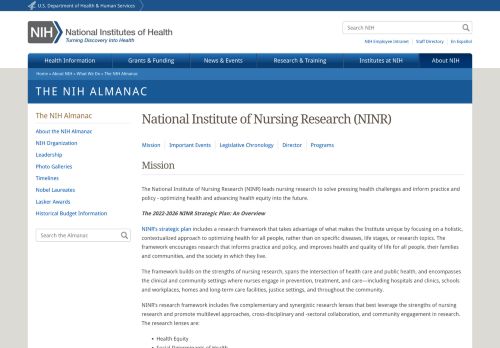 U.S. Department of Health & Human Services
NIH National Institutes of Health
Turning Discovery Into Health
Search NIH
NIH Employee Intranet | Staff Directory | En Español
Health Information
Grants & Funding
News & Events
Research & Training
Institutes at NIH
About NIH
Home » About NIH » What We Do » The NIH Almanac
THE NIH ALMANAC
The NIH Almanac
About the NIH Almanac
NIH Organization
Leadership
Photo Galleries
Timelines
Nobel Laureates
Lasker Awards
Historical Budget Information
Search the Almanac
National Institute of Nursing Research (NINR)
Mission | Important Events | Legislative Chronology | Director | Programs
Mission
The National Institute of Nursing Research (NINR) leads nursing research to solve pressing health challenges and inform practice and
policy - optimizing health and advancing health equity into the future.
The 2022-2026 NINR Strategic Plan: An Overview
NINR's strategic plan includes a research framework that takes advantage of what makes the Institute unique by focusing on a holistic,
contextualized approach to optimizing health for all people, rather than on specific diseases, life stages, or research topics. The
framework encourages research that informs practice and policy, and improves health and quality of life for all people, their families
and communities, and the society in which they live.
The framework builds on the strengths of nursing research, spans the intersection of health care and public health, and encompasses
the clinical and community settings where nurses engage in prevention, treatment, and care—including hospitals and clinics, schools
and workplaces, homes and long-term care facilities, justice settings, and throughout the community.
NINR's research framework includes five complementary and synergistic research lenses that best leverage the strengths of nursing
research and promote multilevel approaches, cross-disciplinary and -sectoral collaboration, and community engagement in research.
The research lenses are:
• Health Equity
• Social Determinants of Health